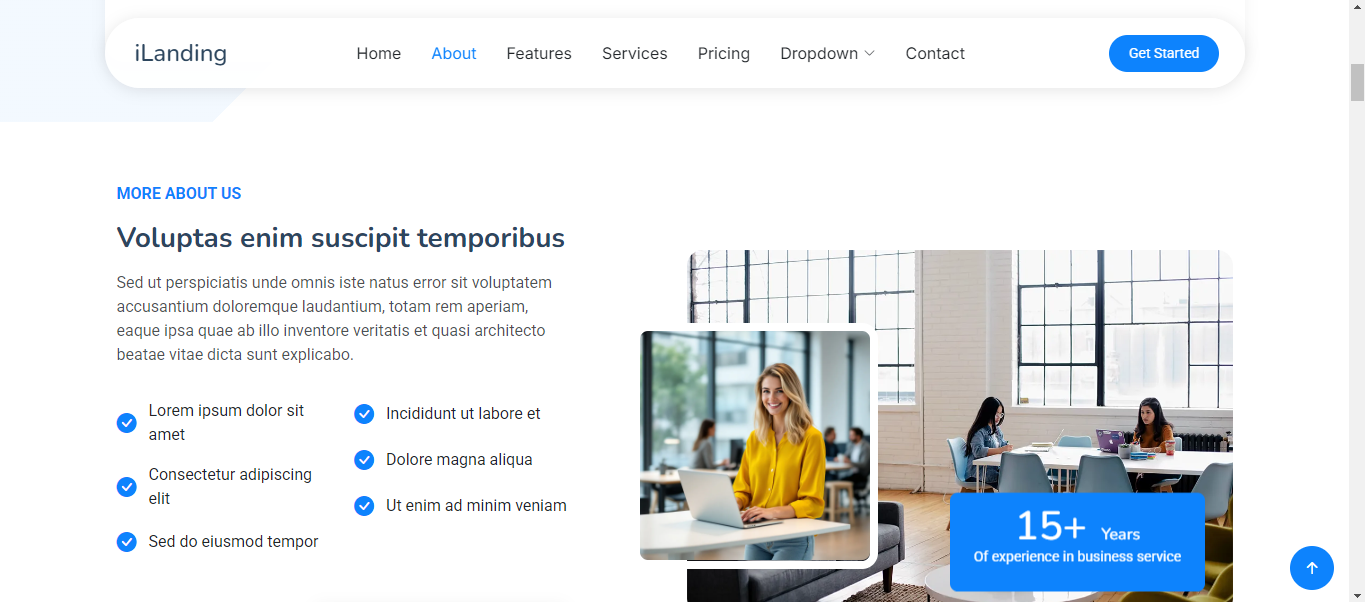 iLanding
Home About Features Services Pricing Dropdown Contact
Get Started
MORE ABOUT US
Voluptas enim suscipit temporibus
Sed ut perspiciatis unde omnis iste natus error sit voluptatem
accusantium doloremque laudantium, totam rem aperiam,
eaque ipsa quae ab illo inventore veritatis et quasi architecto
beatae vitae dicta sunt explicabo.
Lorem ipsum dolor sit
amet
Consectetur adipiscing
elit
Sed do eiusmod tempor
Incididunt ut labore et
Dolore magna aliqua
Ut enim ad minim veniam
15+ Years
Of experience in business service